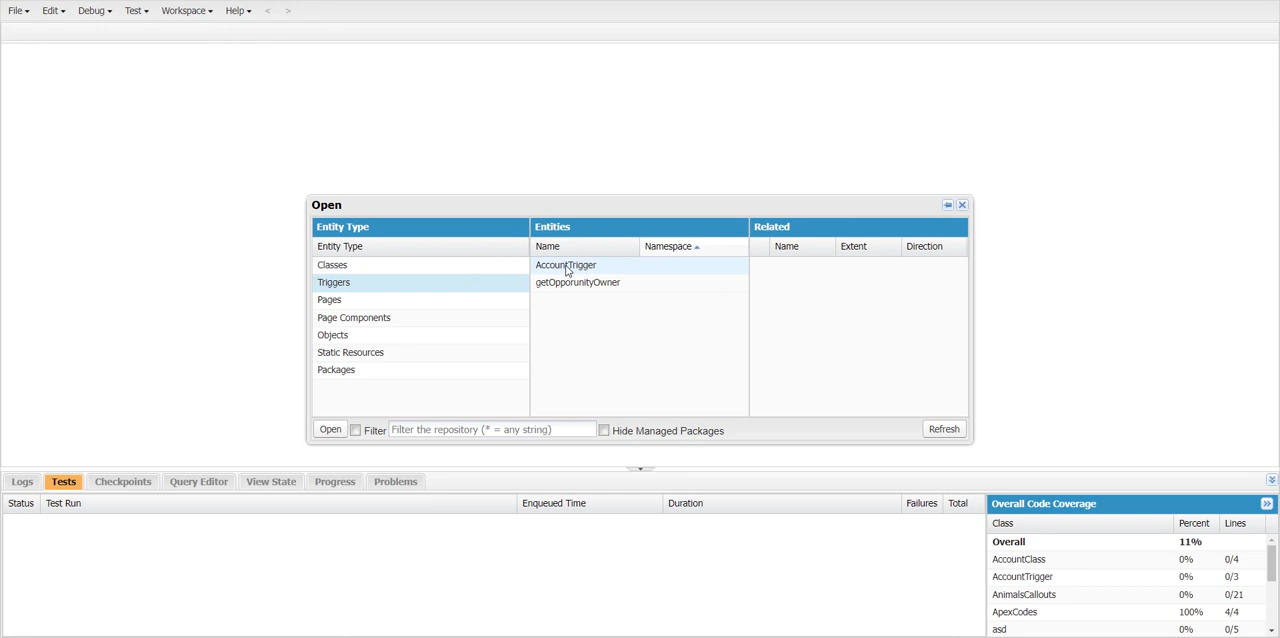 File Edit Debug Test Workspace Help < >
Open
Entity Type Entities Related
Entity Type Name Namespace Name Extent Direction
Classes AccountTrigger
Triggers getOpporunityOwner
Pages
Page Components
Objects
Static Resources
Packages
Open Filter Filter the repository (* = any string) Hide Managed Packages Refresh
Logs Tests Checkpoints Query Editor View State Progress Problems
Status Test Run Enqueued Time Duration Failures Total
Overall Code Coverage
Class Percent Lines
Overall 11%
AccountClass 0% 0/4
AccountTrigger 0% 0/3
AnimalsCallouts 0% 0/21
ApexCodes 100% 4/4
asd 0% 0/5